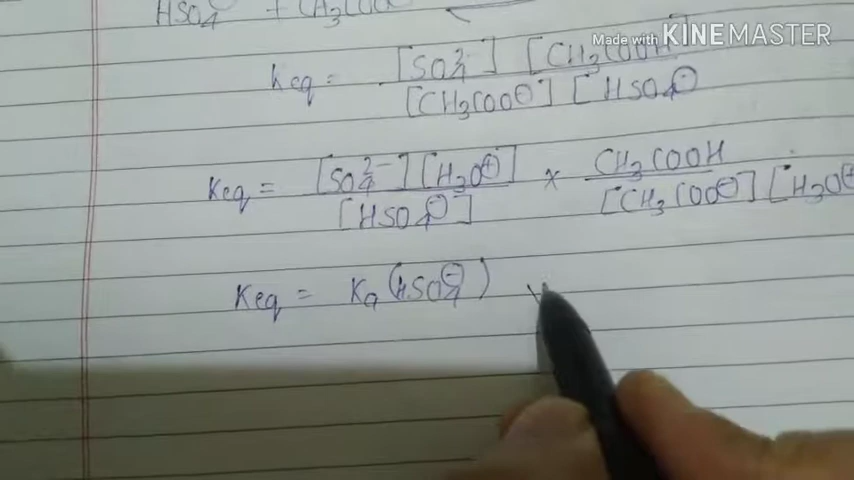 HSO₄⊖ + CH₃COO
Made with KINEMASTER
Keq = [SO₄²⁻] [CH₃COOH] / [CH₃COO⊖] [HSO₄⊖]
Keq = [SO₄²⁻][H₃O⊕] / [HSO₄⊖] × CH₃COOH / [CH₃COO⊖][H₃O⊕
Keq = Ka(HSO₄⊖)